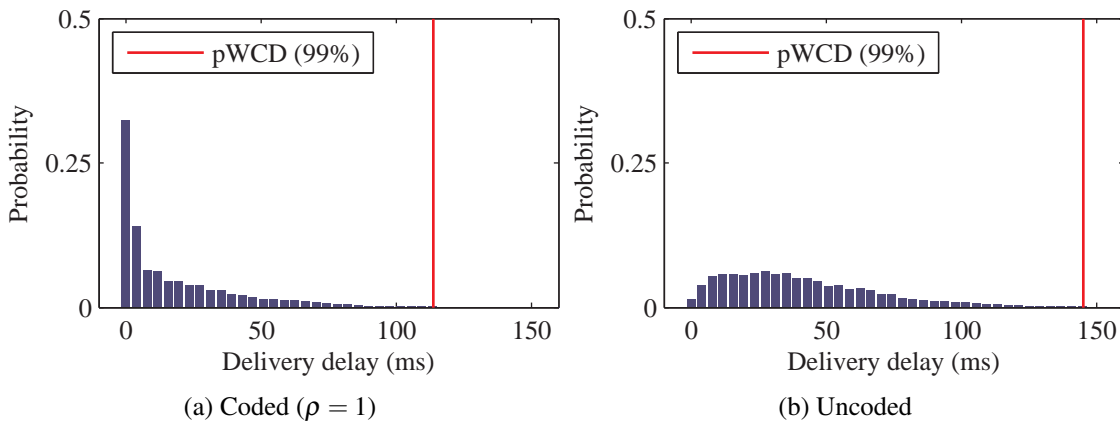 0.5
pWCD (99%)
Probability
0.25
0
0
50
100
150
Delivery delay (ms)
(a) Coded (ρ = 1)
0.5
pWCD (99%)
Probability
0.25
0
0
50
100
150
Delivery delay (ms)
(b) Uncoded